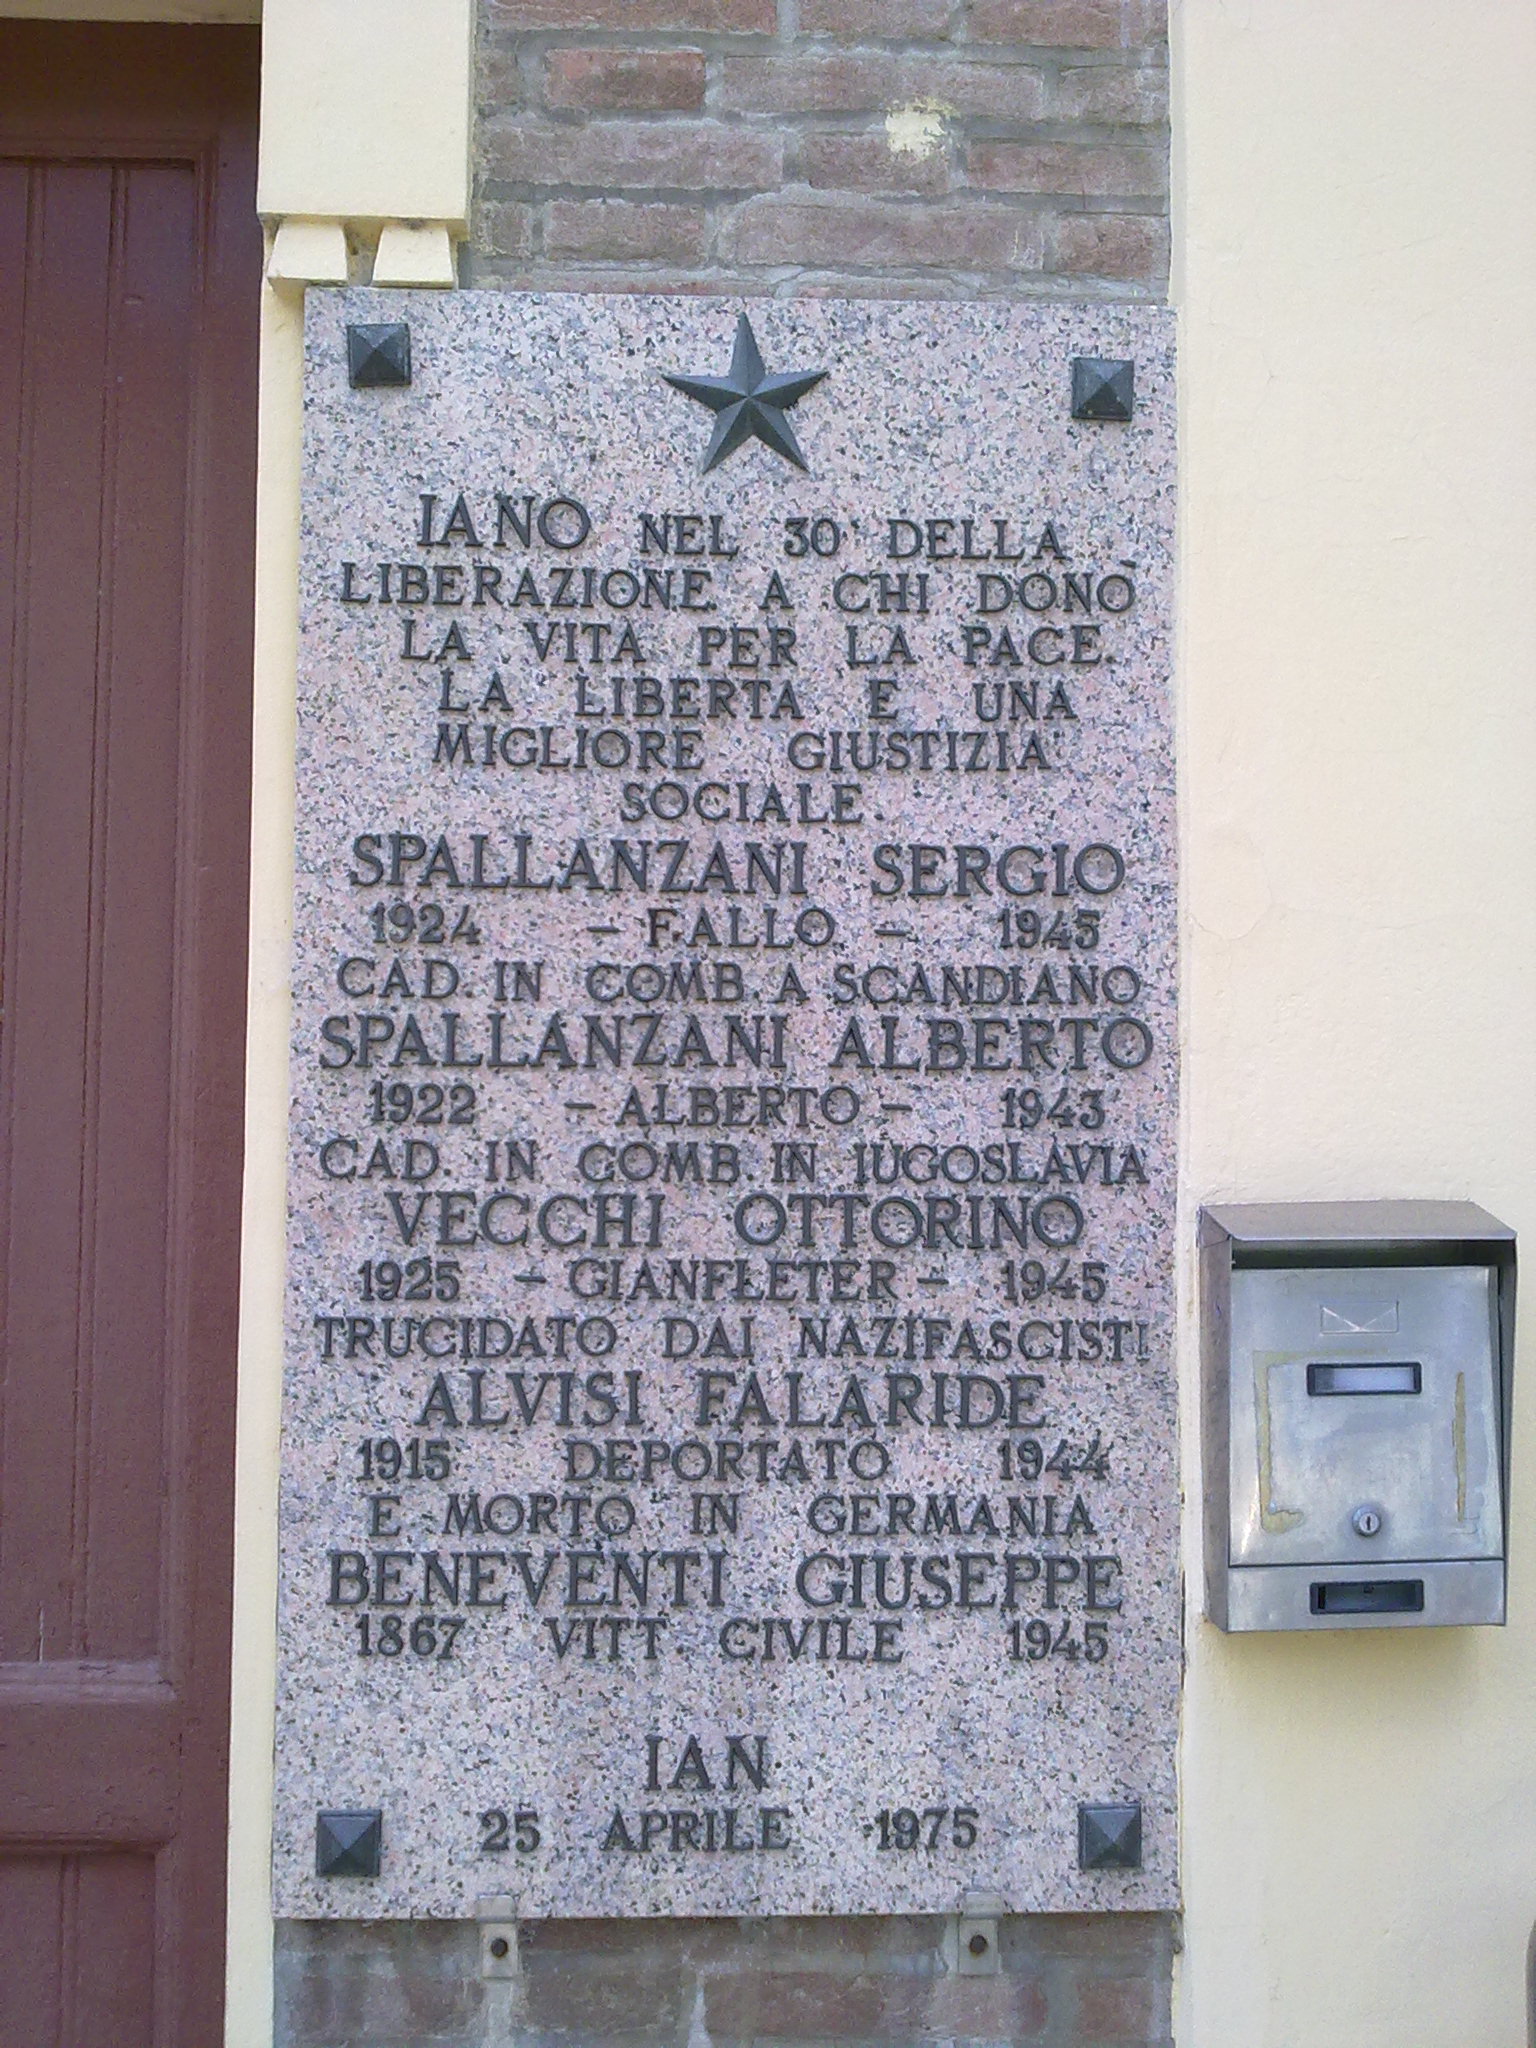 IANO NEL 30° DELLA
LIBERAZIONE A CHI DONÒ
LA VITA PER LA PACE.
LA LIBERTA E UNA
MIGLIORE GIUSTIZIA
SOCIALE.
SPALLANZANI SERGIO
1924 - FALLO - 1945
CAD. IN COMB. A SCANDIANO
SPALLANZANI ALBERTO
1922 - ALBERTO - 1943
CAD. IN COMB. IN IUGOSLAVIA
VECCHI OTTORINO
1925 - GIANFLETER - 1945
TRUCIDATO DAI NAZIFASCISTI
ALVISI FALARIDE
1915 DEPORTATO 1944
E MORTO IN GERMANIA
BENEVENTI GIUSEPPE
1867 VITT. CIVILE 1945
IAN
25 APRILE 1975